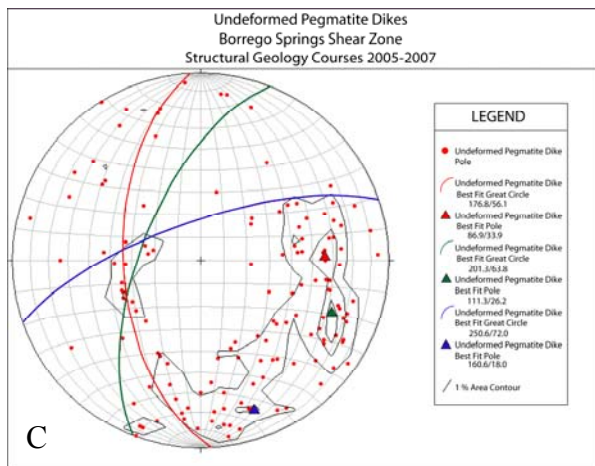 Undeformed Pegmatite Dikes
Borrego Springs Shear Zone
Structural Geology Courses 2005-2007
LEGEND
Undeformed Pegmatite Dike
Pole
Undeformed Pegmatite Dike
Best Fit Great Circle
176.8/56.1
Undeformed Pegmatite Dike
Best Fit Pole
86.9/33.9
Undeformed Pegmatite Dike
Best Fit Great Circle
201.3/63.8
Undeformed Pegmatite Dike
Best Fit Pole
111.3/26.2
Undeformed Pegmatite Dike
Best Fit Great Circle
250.6/72.0
Undeformed Pegmatite Dike
Best Fit Pole
160.6/18.0
1 % Area Contour
C